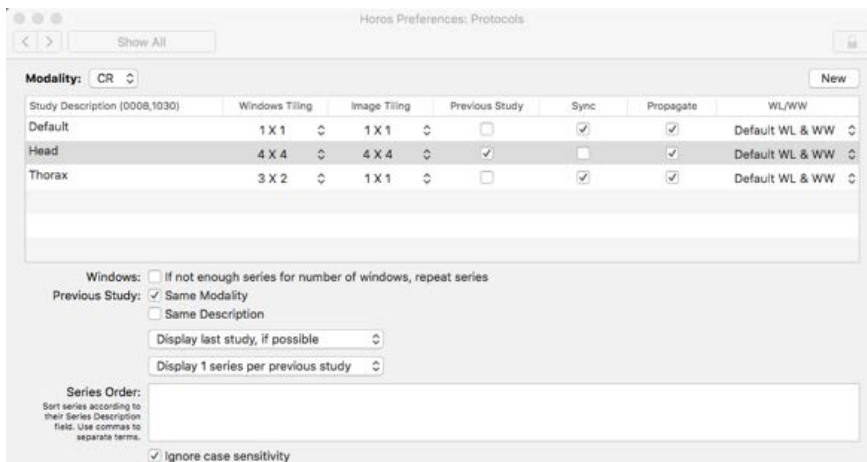 Horos Preferences: Protocols
Show All
Modality: CR New
Study Description (0008,1030) Windows Tiling Image Tiling Previous Study Sync Propagate WL/WW
Default 1 X 1 1 X 1 Default WL & WW
Head 4 X 4 4 X 4 Default WL & WW
Thorax 3 X 2 1 X 1 Default WL & WW
Windows: If not enough series for number of windows, repeat series
Previous Study: Same Modality
Same Description
Display last study, if possible
Display 1 series per previous study
Series Order:
Sort series according to
their Series Description
field. Use commas to
separate terms.
Ignore case sensitivity